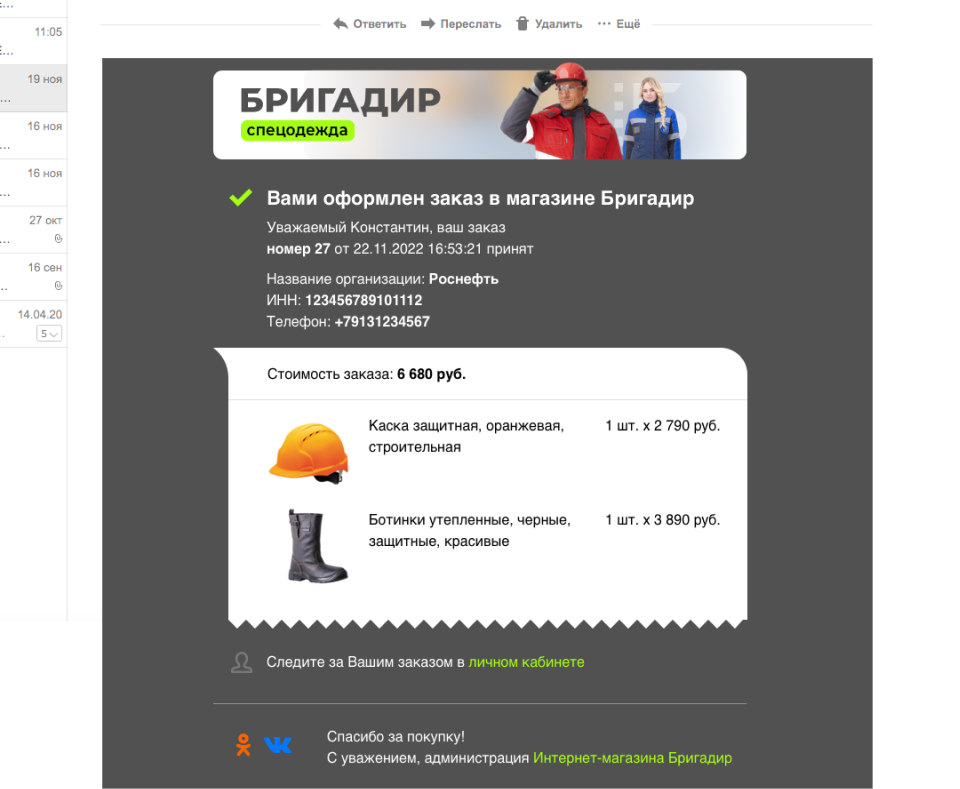 11:05
Е...
19 ноя
...
16 ноя
...
16 ноя
...
27 окт
...
16 сен
...
14.04.20
5
Ответить Переслать Удалить ··· Ещё
БРИГАДИР
спецодежда
Вами оформлен заказ в магазине Бригадир
Уважаемый Константин, ваш заказ
номер 27 от 22.11.2022 16:53:21 принят
Название организации: Роснефть
ИНН: 123456789101112
Телефон: +79131234567
Стоимость заказа: 6 680 руб.
Каска защитная, оранжевая, 1 шт. x 2 790 руб.
строительная
Ботинки утепленные, черные, 1 шт. x 3 890 руб.
защитные, красивые
Следите за Вашим заказом в личном кабинете
Спасибо за покупку!
С уважением, администрация Интернет-магазина Бригадир